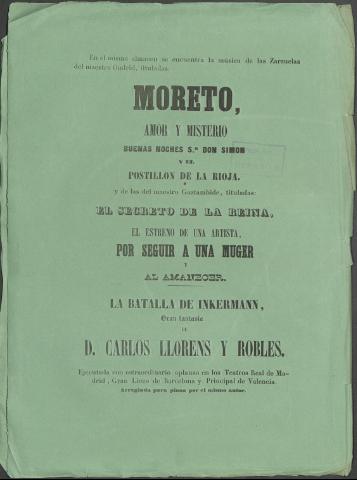 En el mismo almacen se encuentra la música de las Zarzuelas
del maestro Oudrid, tituladas.
MORETO,
AMOR Y MISTERIO
BUENAS NOCHES S.R DON SIMON
Y EL
POSTILLON DE LA RIOJA.
y de las del maestro Gaztambide, tituladas:
EL SECRETO DE LA REINA,
EL ESTRENO DE UNA ARTISTA,
POR SEGUIR A UNA MUGER
Y
AL AMANECER.
LA BATALLA DE INKERMANN,
Gran fantasia
DE
D. CARLOS LLORENS Y ROBLES.
Ejecutada con estraordinario aplauso en los Teatros Real de Ma-
drid, Gran Liceo de Barcelona y Principal de Valencia.
Arreglada para piano por el mismo autor.